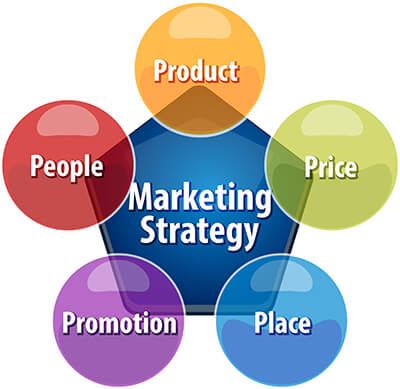 Product
People
Price
Marketing
Strategy
Promotion
Place